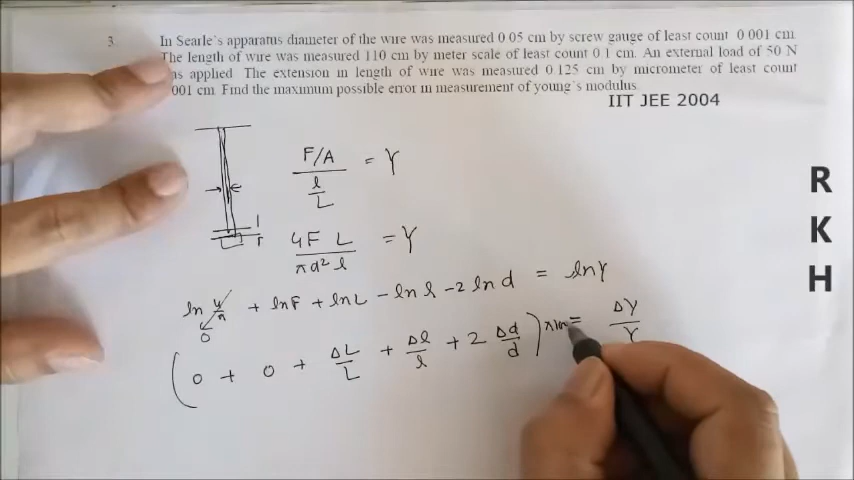 3. In Searle's apparatus diameter of the wire was measured 0 05 cm by screw gauge of least count 0 001 cm
The length of wire was measured 110 cm by meter scale of least count 0 1 cm. An external load of 50 N
was applied The extension in length of wire was measured 0 125 cm by micrometer of least count
001 cm Find the maximum possible error in measurement of young's modulus
IIT JEE 2004
F/A / l/L = Y
4F L / πd² l = Y
ln 4/π + ln F + ln L - ln l - 2 ln d = ln Y
0
( 0 + 0 + ΔL/L + Δl/l + 2 Δd/d ) = ΔY/Y
R
K
H